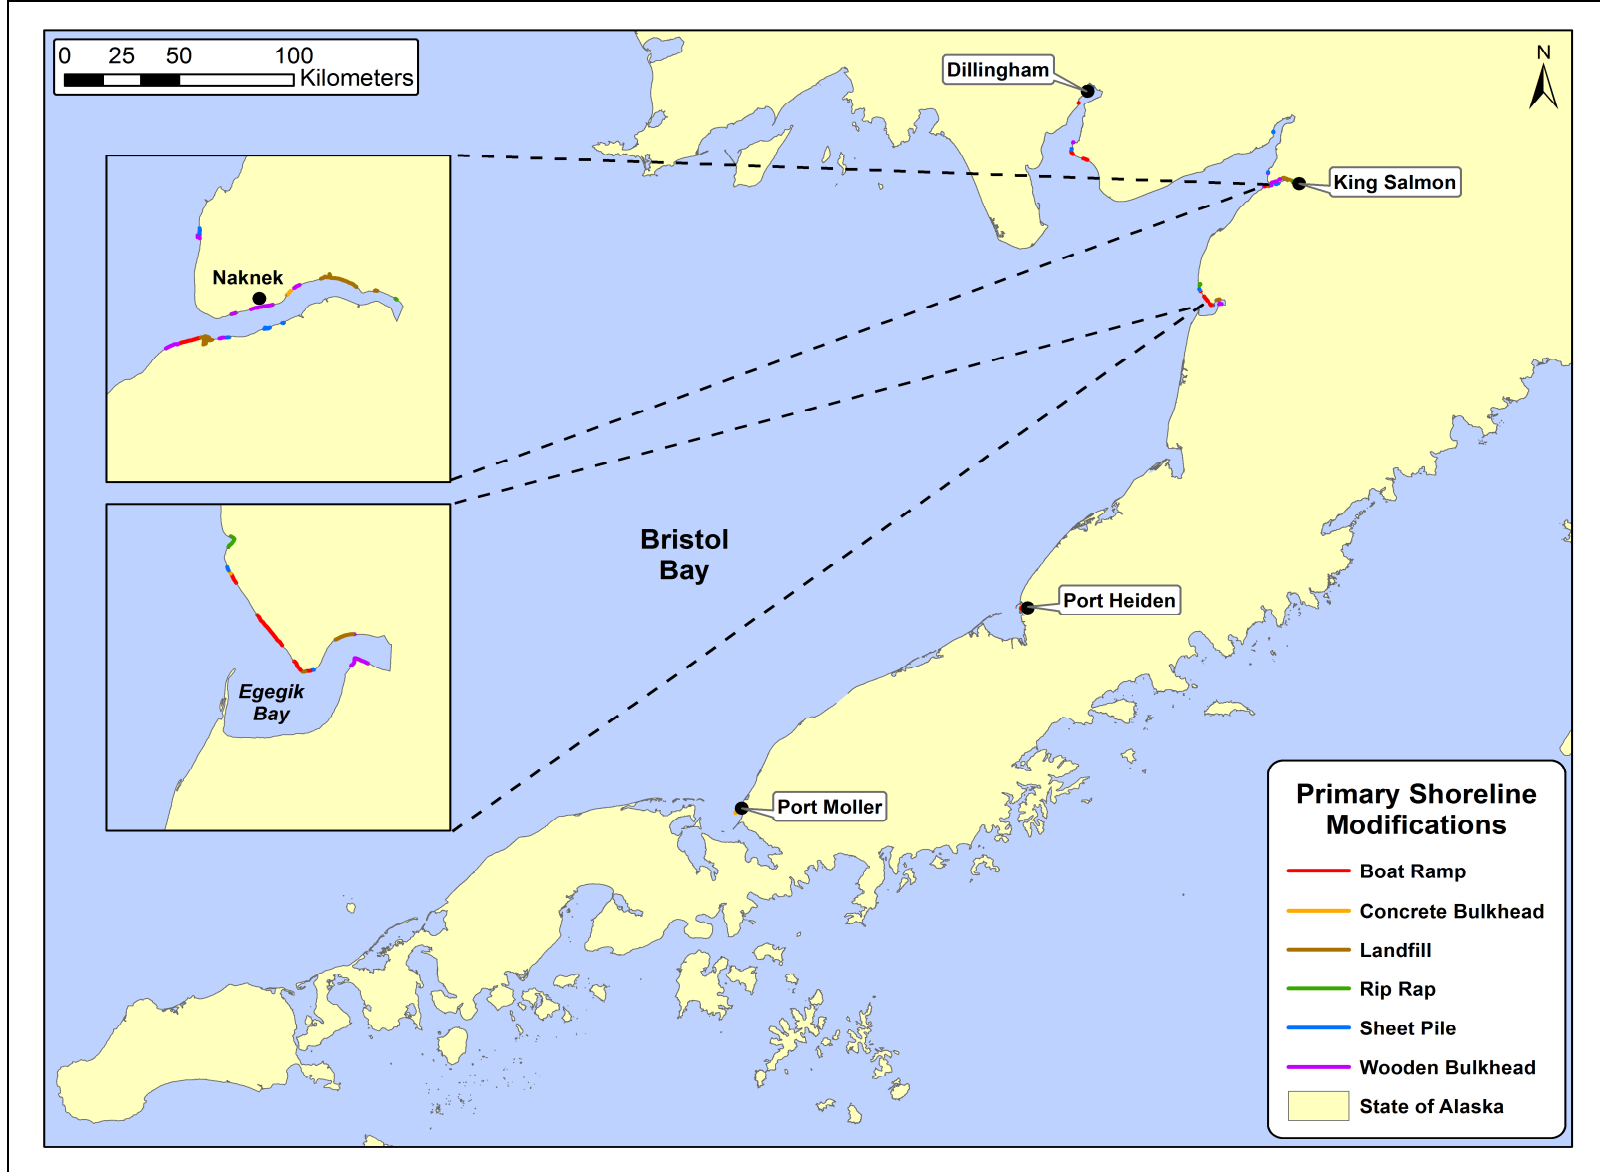 0 25 50 100
Kilometers
N
Dillingham
King Salmon
Naknek
Egegik
Bay
Bristol
Bay
Port Heiden
Port Moller
Primary Shoreline
Modifications
Boat Ramp
Concrete Bulkhead
Landfill
Rip Rap
Sheet Pile
Wooden Bulkhead
State of Alaska